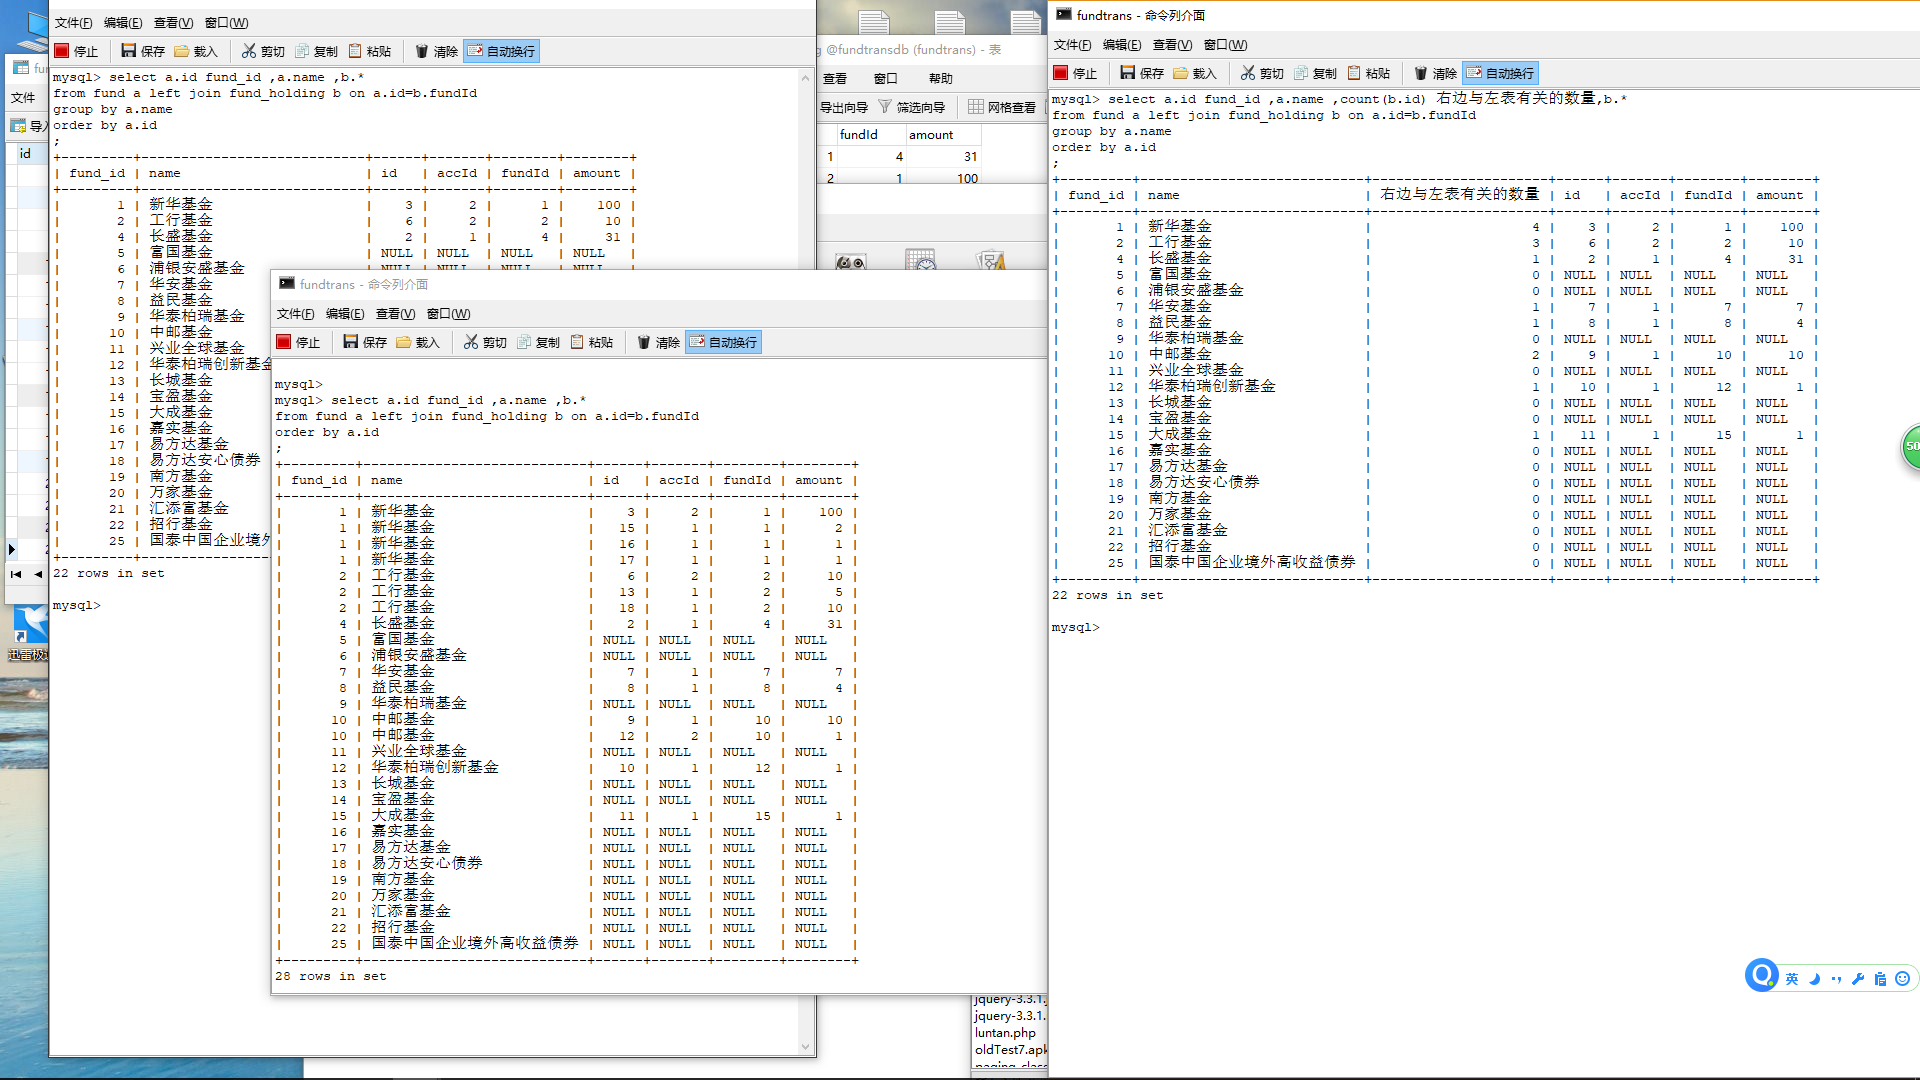 文件(F) 编辑(E) 查看(V) 窗口(W)
停止 保存 载入 剪切 复制 粘贴 清除 自动换行
mysql> select a.id fund_id ,a.name ,b.*
from fund a left join fund_holding b on a.id=b.fundId
group by a.name
order by a.id
;
| fund_id | name | id | accId | fundId | amount |
| 1 | 新华基金 | 3 | 2 | 1 | 100 |
| 2 | 工行基金 | 6 | 2 | 2 | 10 |
| 4 | 长盛基金 | 2 | 1 | 4 | 31 |
| 5 | 富国基金 | NULL | NULL | NULL | NULL |
| 6 | 浦银安盛基金 | NULL | NULL | NULL | NULL |
| 7 | 华安基金
| 8 | 益民基金
| 9 | 华泰柏瑞基金
| 10 | 中邮基金
| 11 | 兴业全球基金
| 12 | 华泰柏瑞创新基金
| 13 | 长城基金
| 14 | 宝盈基金
| 15 | 大成基金
| 16 | 嘉实基金
| 17 | 易方达基金
| 18 | 易方达安心债券
| 19 | 南方基金
| 20 | 万家基金
| 21 | 汇添富基金
| 22 | 招行基金
| 25 | 国泰中国企业境外
22 rows in set
mysql>
fundtrans - 命令列介面
文件(F) 编辑(E) 查看(V) 窗口(W)
停止 保存 载入 剪切 复制 粘贴 清除 自动换行
mysql>
mysql> select a.id fund_id ,a.name ,b.*
from fund a left join fund_holding b on a.id=b.fundId
order by a.id
;
| fund_id | name | id | accId | fundId | amount |
| 1 | 新华基金 | 3 | 2 | 1 | 100 |
| 1 | 新华基金 | 15 | 1 | 1 | 2 |
| 1 | 新华基金 | 16 | 1 | 1 | 1 |
| 1 | 新华基金 | 17 | 1 | 1 | 1 |
| 2 | 工行基金 | 6 | 2 | 2 | 10 |
| 2 | 工行基金 | 13 | 1 | 2 | 5 |
| 2 | 工行基金 | 18 | 1 | 2 | 10 |
| 4 | 长盛基金 | 2 | 1 | 4 | 31 |
| 5 | 富国基金 | NULL | NULL | NULL | NULL |
| 6 | 浦银安盛基金 | NULL | NULL | NULL | NULL |
| 7 | 华安基金 | 7 | 1 | 7 | 7 |
| 8 | 益民基金 | 8 | 1 | 8 | 4 |
| 9 | 华泰柏瑞基金 | NULL | NULL | NULL | NULL |
| 10 | 中邮基金 | 9 | 1 | 10 | 10 |
| 10 | 中邮基金 | 12 | 2 | 10 | 1 |
| 11 | 兴业全球基金 | NULL | NULL | NULL | NULL |
| 12 | 华泰柏瑞创新基金 | 10 | 1 | 12 | 1 |
| 13 | 长城基金 | NULL | NULL | NULL | NULL |
| 14 | 宝盈基金 | NULL | NULL | NULL | NULL |
| 15 | 大成基金 | 11 | 1 | 15 | 1 |
| 16 | 嘉实基金 | NULL | NULL | NULL | NULL |
| 17 | 易方达基金 | NULL | NULL | NULL | NULL |
| 18 | 易方达安心债券 | NULL | NULL | NULL | NULL |
| 19 | 南方基金 | NULL | NULL | NULL | NULL |
| 20 | 万家基金 | NULL | NULL | NULL | NULL |
| 21 | 汇添富基金 | NULL | NULL | NULL | NULL |
| 22 | 招行基金 | NULL | NULL | NULL | NULL |
| 25 | 国泰中国企业境外高收益债券 | NULL | NULL | NULL | NULL |
28 rows in set
g @fundtransdb (fundtrans) - 表
查看 窗口 帮助
导出向导 筛选向导 网格查看
fundId amount
1 4 31
2 1 100
fundtrans - 命令列介面
文件(F) 编辑(E) 查看(V) 窗口(W)
停止 保存 载入 剪切 复制 粘贴 清除 自动换行
mysql> select a.id fund_id ,a.name ,count(b.id) 右边与左表有关的数量,b.*
from fund a left join fund_holding b on a.id=b.fundId
group by a.name
order by a.id
;
| fund_id | name | 右边与左表有关的数量 | id | accId | fundId | amount |
| 1 | 新华基金 | 4 | 3 | 2 | 1 | 100 |
| 2 | 工行基金 | 3 | 6 | 2 | 2 | 10 |
| 4 | 长盛基金 | 1 | 2 | 1 | 4 | 31 |
| 5 | 富国基金 | 0 | NULL | NULL | NULL | NULL |
| 6 | 浦银安盛基金 | 0 | NULL | NULL | NULL | NULL |
| 7 | 华安基金 | 1 | 7 | 1 | 7 | 7 |
| 8 | 益民基金 | 1 | 8 | 1 | 8 | 4 |
| 9 | 华泰柏瑞基金 | 0 | NULL | NULL | NULL | NULL |
| 10 | 中邮基金 | 2 | 9 | 1 | 10 | 10 |
| 11 | 兴业全球基金 | 0 | NULL | NULL | NULL | NULL |
| 12 | 华泰柏瑞创新基金 | 1 | 10 | 1 | 12 | 1 |
| 13 | 长城基金 | 0 | NULL | NULL | NULL | NULL |
| 14 | 宝盈基金 | 0 | NULL | NULL | NULL | NULL |
| 15 | 大成基金 | 1 | 11 | 1 | 15 | 1 |
| 16 | 嘉实基金 | 0 | NULL | NULL | NULL | NULL |
| 17 | 易方达基金 | 0 | NULL | NULL | NULL | NULL |
| 18 | 易方达安心债券 | 0 | NULL | NULL | NULL | NULL |
| 19 | 南方基金 | 0 | NULL | NULL | NULL | NULL |
| 20 | 万家基金 | 0 | NULL | NULL | NULL | NULL |
| 21 | 汇添富基金 | 0 | NULL | NULL | NULL | NULL |
| 22 | 招行基金 | 0 | NULL | NULL | NULL | NULL |
| 25 | 国泰中国企业境外高收益债券 | 0 | NULL | NULL | NULL | NULL |
22 rows in set
mysql>
fu
文件
导入
id
迅雷极
jquery-3.3.1.
jquery-3.3.1.
luntan.php
oldTest7.apk
paging_class
50
英